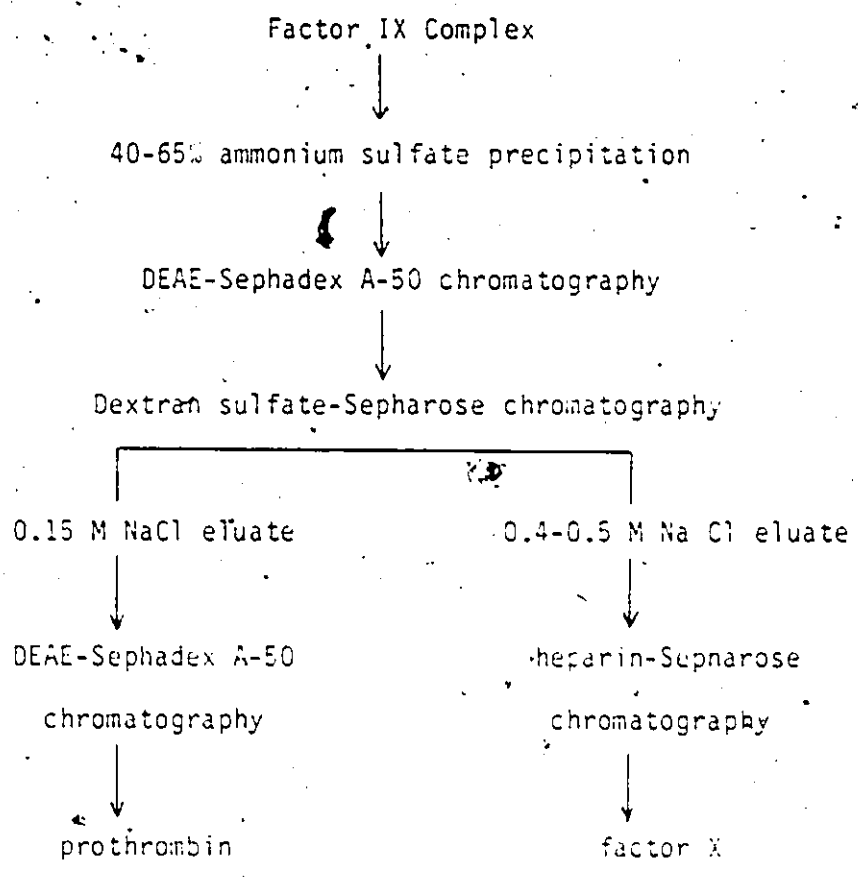 Factor IX Complex
40-65% ammonium sulfate precipitation
DEAE-Sephadex A-50 chromatography
Dextran sulfate-Sepharose chromatography
0.15 M NaCl eluate
0.4-0.5 M Na Cl eluate
DEAE-Sephadex A-50
chromatography
heparin-Sepharose
chromatography
prothrombin
factor X